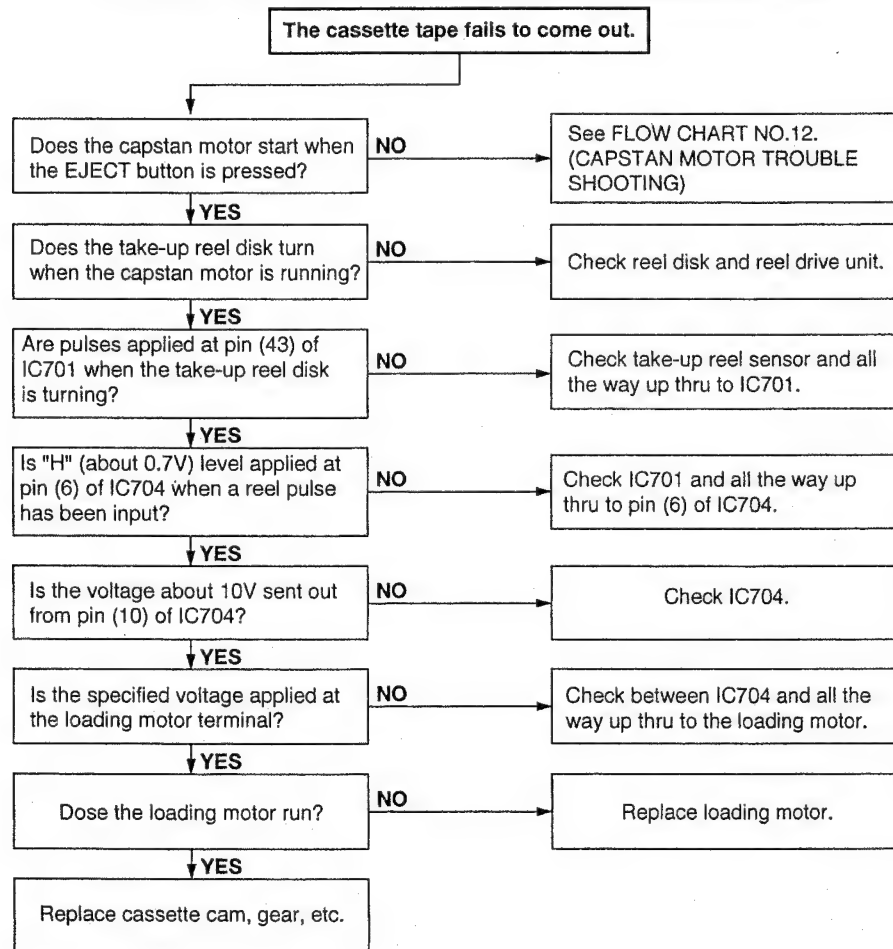 The cassette tape fails to come out.
Does the capstan motor start when
the EJECT button is pressed?
NO
See FLOW CHART NO.12.
(CAPSTAN MOTOR TROUBLE
SHOOTING)
YES
Does the take-up reel disk turn
when the capstan motor is running?
NO
Check reel disk and reel drive unit.
YES
Are pulses applied at pin (43) of
IC701 when the take-up reel disk
is turning?
NO
Check take-up reel sensor and all
the way up thru to IC701.
YES
Is "H" (about 0.7V) level applied at
pin (6) of IC704 when a reel pulse
has been input?
NO
Check IC701 and all the way up
thru to pin (6) of IC704.
YES
Is the voltage about 10V sent out
from pin (10) of IC704?
NO
Check IC704.
YES
Is the specified voltage applied at
the loading motor terminal?
NO
Check between IC704 and all the
way up thru to the loading motor.
YES
Dose the loading motor run?
NO
Replace loading motor.
YES
Replace cassette cam, gear, etc.